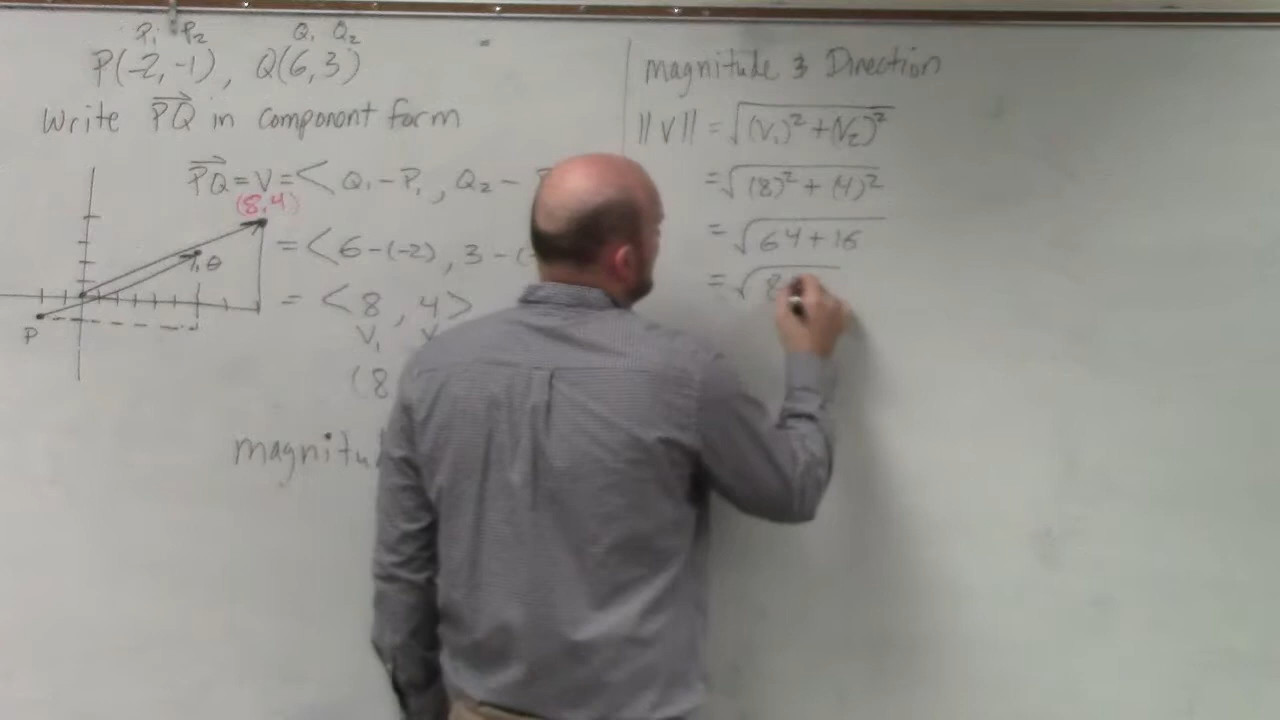 P₁ P₂ Q₁ Q₂
P(-2,-1), Q(6,3)
Write PQ in component form
PQ = V = < Q₁ - P₁ , Q₂ -
(8,4)
= < 6 - (-2) , 3 - (
= < 8 , 4 >
V₁
(8
P
magnitu
magnitude & Direction
||V|| = √(V₁)² + (V₂)²
= √(8)² + (4)²
= √64 + 16
= √8